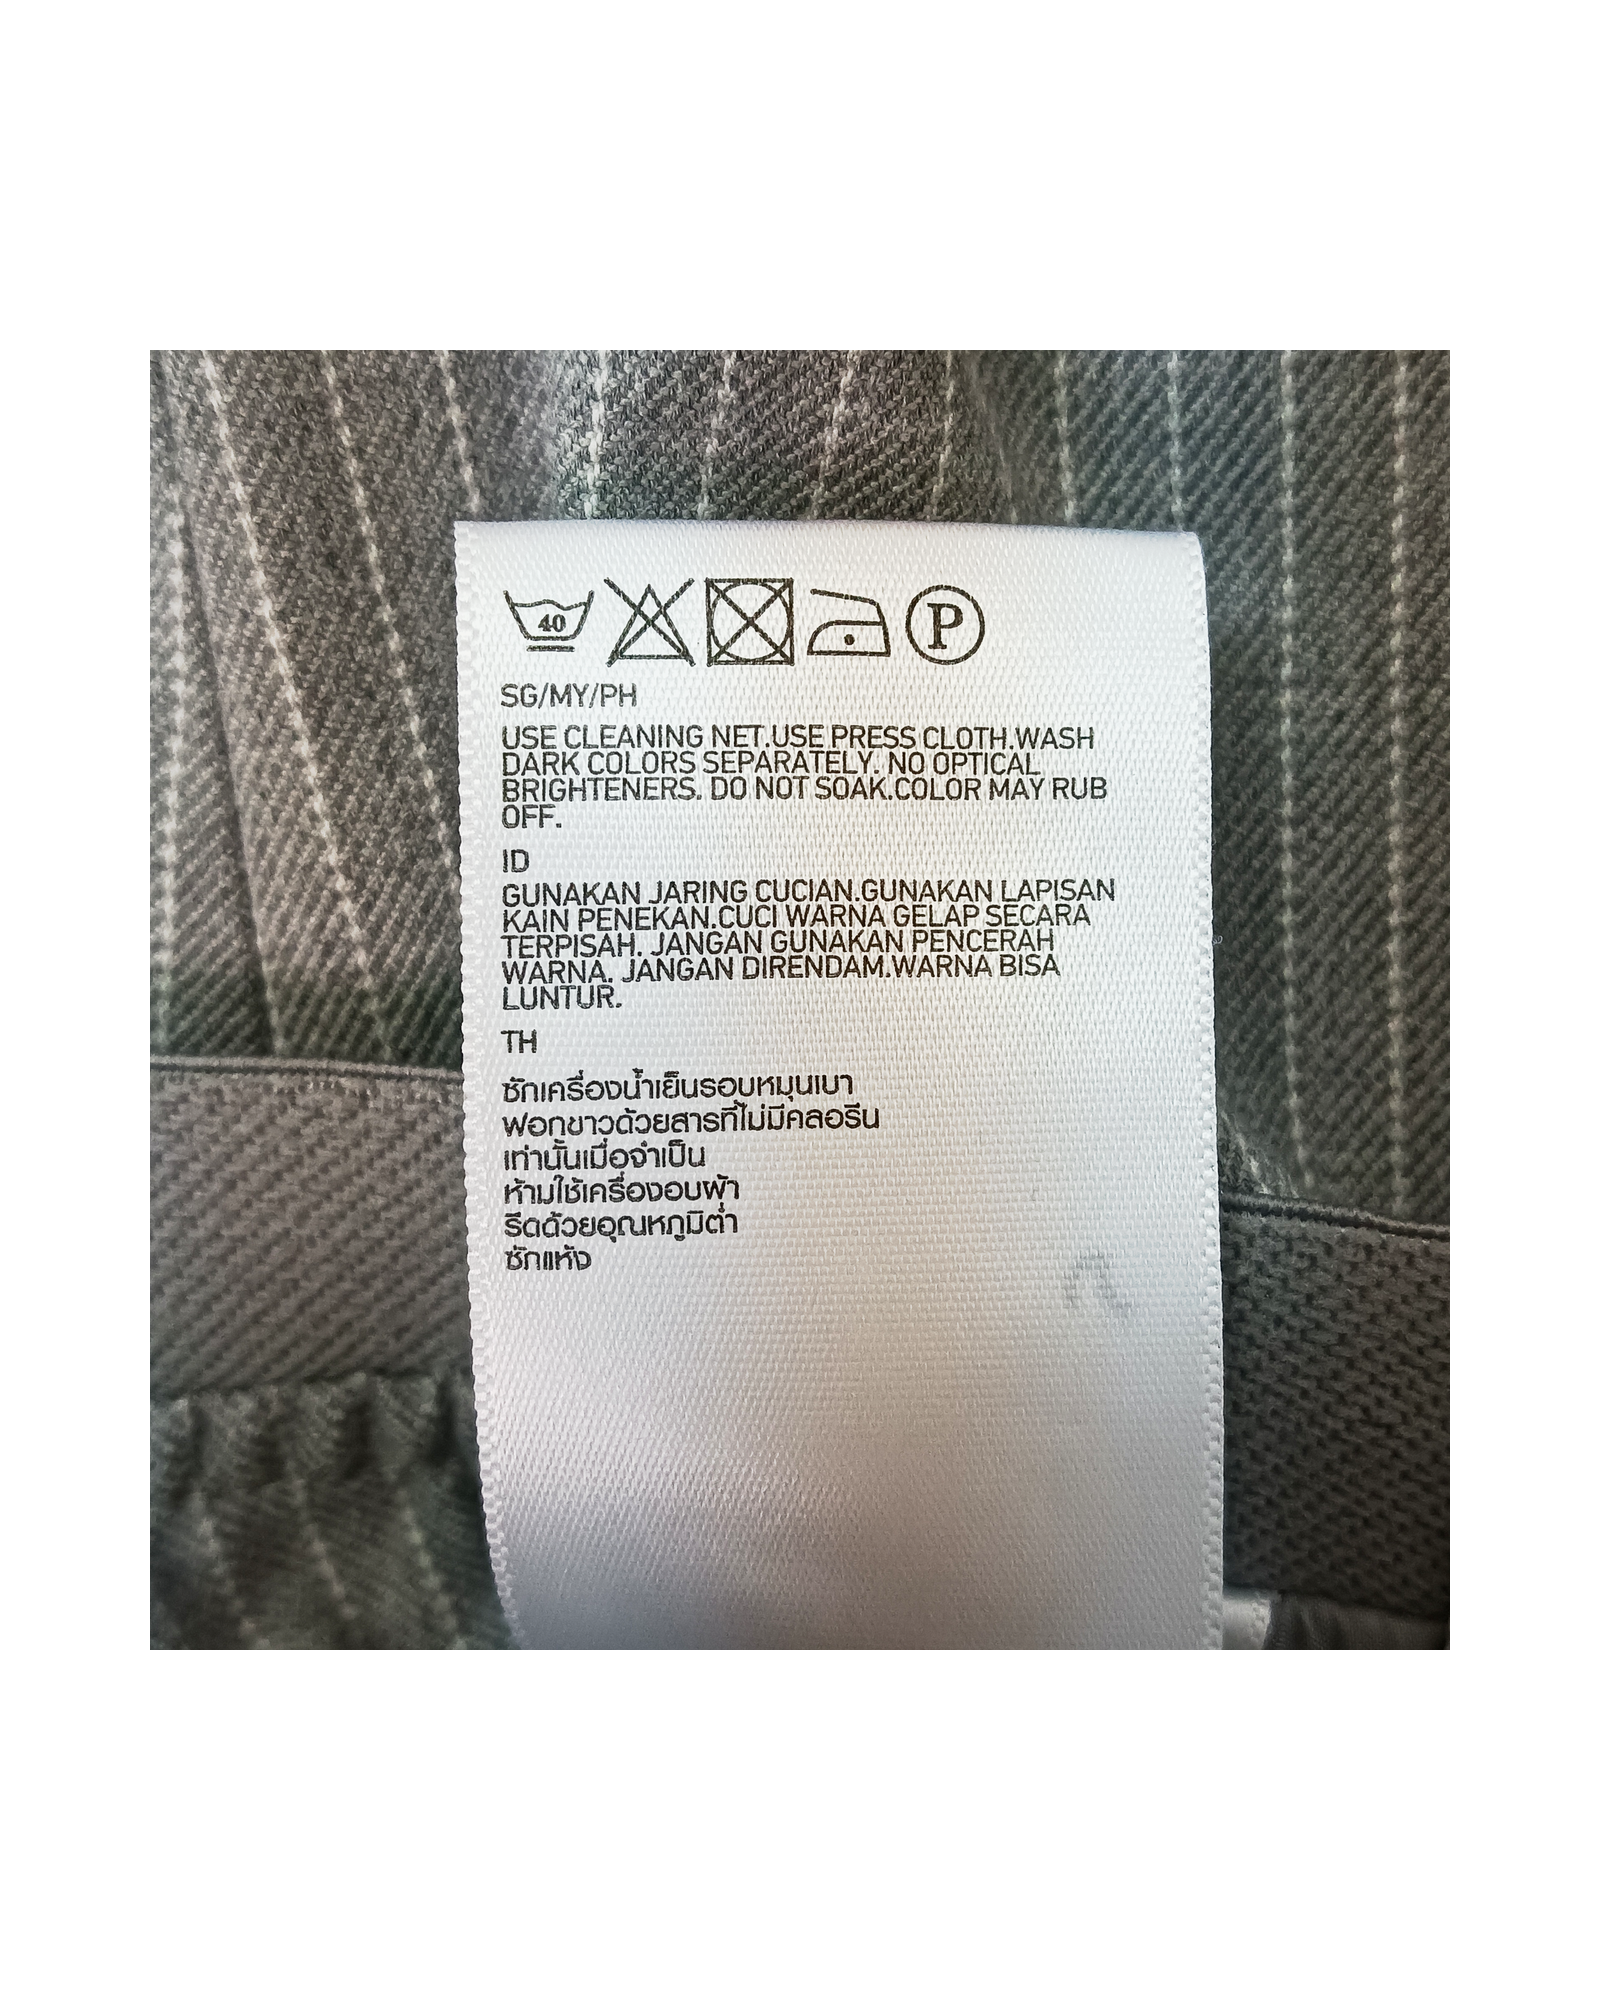 40 P
SG/MY/PH
USE CLEANING NET.USE PRESS CLOTH.WASH
DARK COLORS SEPARATELY. NO OPTICAL
BRIGHTENERS. DO NOT SOAK.COLOR MAY RUB
OFF.
ID
GUNAKAN JARING CUCIAN.GUNAKAN LAPISAN
KAIN PENEKAN.CUCI WARNA GELAP SECARA
TERPISAH. JANGAN GUNAKAN PENCERAH
WARNA. JANGAN DIRENDAM.WARNA BISA
LUNTUR.
TH
ซักเครื่องน้ำเย็นรอบหมุนเบา
ฟอกขาวด้วยสารที่ไม่มีคลอรีน
เท่านั้นเมื่อจำเป็น
ห้ามใช้เครื่องอบผ้า
รีดด้วยอุณหภูมิต่ำ
ซักแห้ง